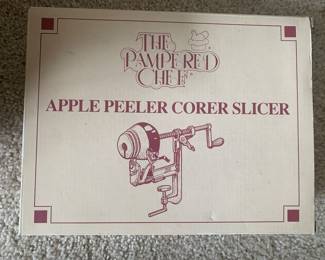 THE
PAMPERED
CHEF®
APPLE PEELER CORER SLICER